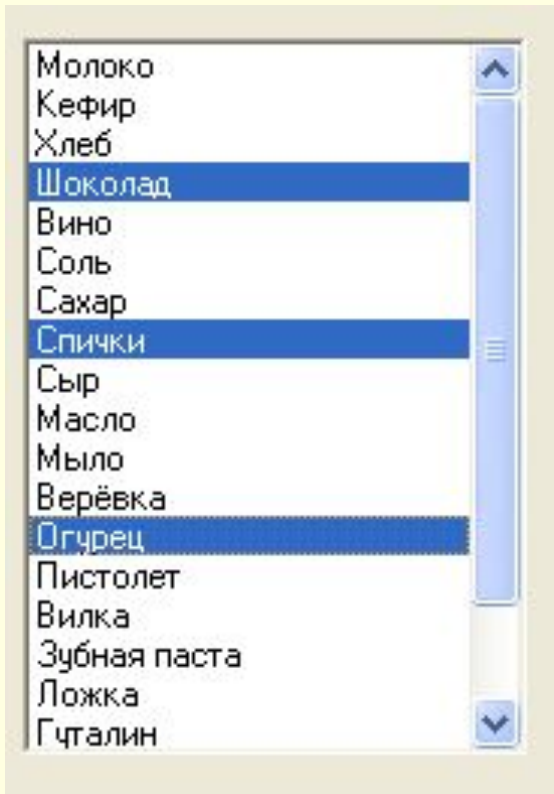 Молоко
Кефир
Хлеб
Шоколад
Вино
Соль
Сахар
Спички
Сыр
Масло
Мыло
Верёвка
Огурец
Пистолет
Вилка
Зубная паста
Ложка
Гуталин